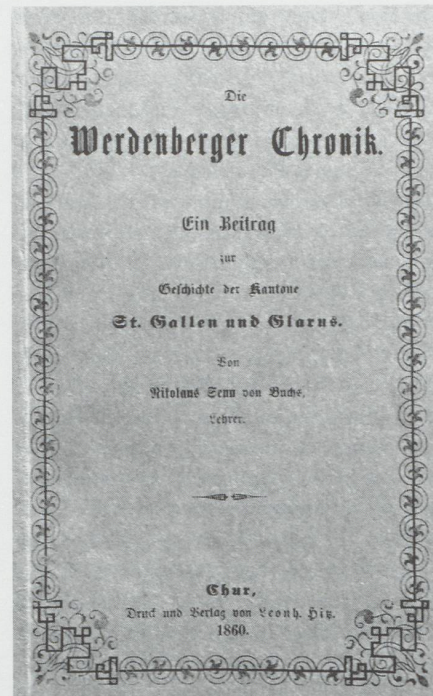 Die
Werdenberger Chronik.
Ein Beitrag
zur
Geschichte der Kantone
St. Gallen und Glarus.
Von
Nikolaus Senn von Buchs,
Lehrer.
Chur,
Druck und Verlag von Leonh. Hitz.
1860.